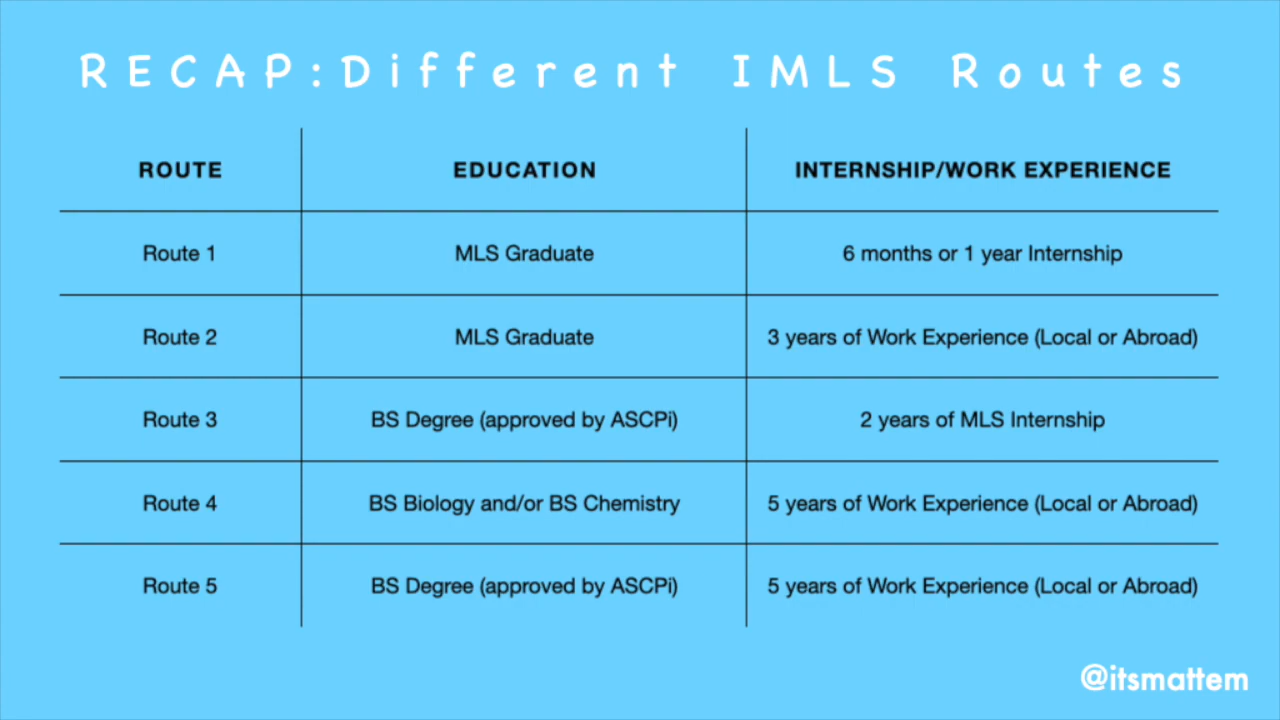 RECAP:Different IMLS Routes
ROUTE EDUCATION INTERNSHIP/WORK EXPERIENCE
Route 1 MLS Graduate 6 months or 1 year Internship
Route 2 MLS Graduate 3 years of Work Experience (Local or Abroad)
Route 3 BS Degree (approved by ASCPi) 2 years of MLS Internship
Route 4 BS Biology and/or BS Chemistry 5 years of Work Experience (Local or Abroad)
Route 5 BS Degree (approved by ASCPi) 5 years of Work Experience (Local or Abroad)
@itsmattem